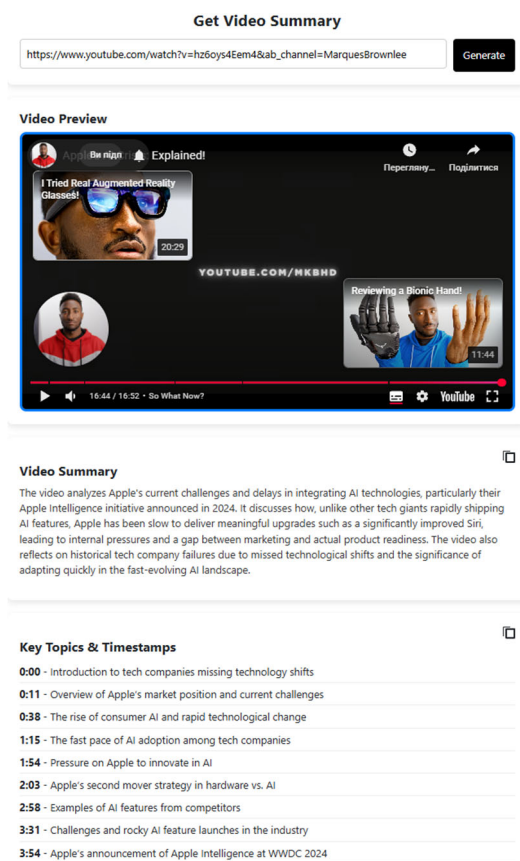 Get Video Summary
https://www.youtube.com/watch?v=hz6oys4Eem4&ab_channel=MarquesBrownlee
Generate
Video Preview
Ви підп
Explained!
Перегляну...
Поділитися
I Tried Real Augmented Reality
Glasses!
20:29
YOUTUBE.COM/MKBHD
Reviewing a Bionic Hand!
11:44
16:44 / 16:52 • So What Now?
YouTube
Video Summary
The video analyzes Apple's current challenges and delays in integrating AI technologies, particularly their
Apple Intelligence initiative announced in 2024. It discusses how, unlike other tech giants rapidly shipping
AI features, Apple has been slow to deliver meaningful upgrades such as a significantly improved Siri,
leading to internal pressures and a gap between marketing and actual product readiness. The video also
reflects on historical tech company failures due to missed technological shifts and the significance of
adapting quickly in the fast-evolving AI landscape.
Key Topics & Timestamps
0:00 - Introduction to tech companies missing technology shifts
0:11 - Overview of Apple's market position and current challenges
0:38 - The rise of consumer AI and rapid technological change
1:15 - The fast pace of AI adoption among tech companies
1:54 - Pressure on Apple to innovate in AI
2:03 - Apple's second mover strategy in hardware vs. AI
2:58 - Examples of AI features from competitors
3:31 - Challenges and rocky AI feature launches in the industry
3:54 - Apple's announcement of Apple Intelligence at WWDC 2024